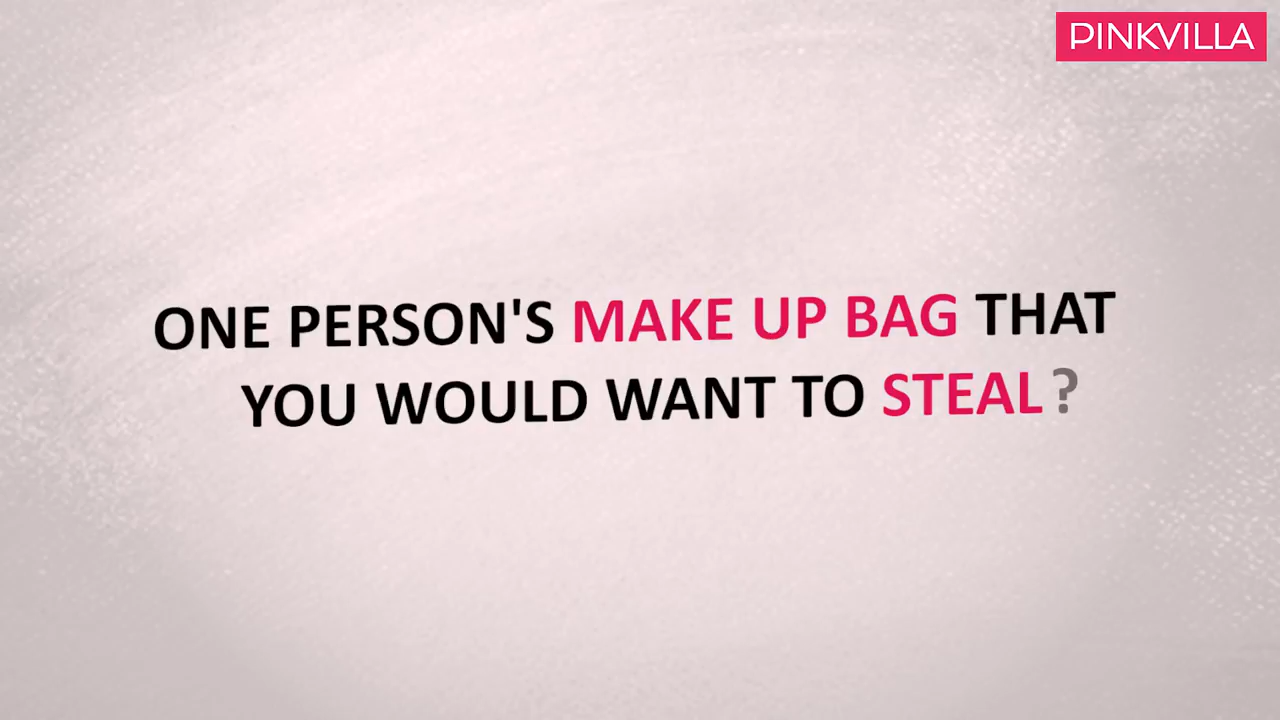 PINKVILLA
ONE PERSON'S MAKE UP BAG THAT
YOU WOULD WANT TO STEAL?